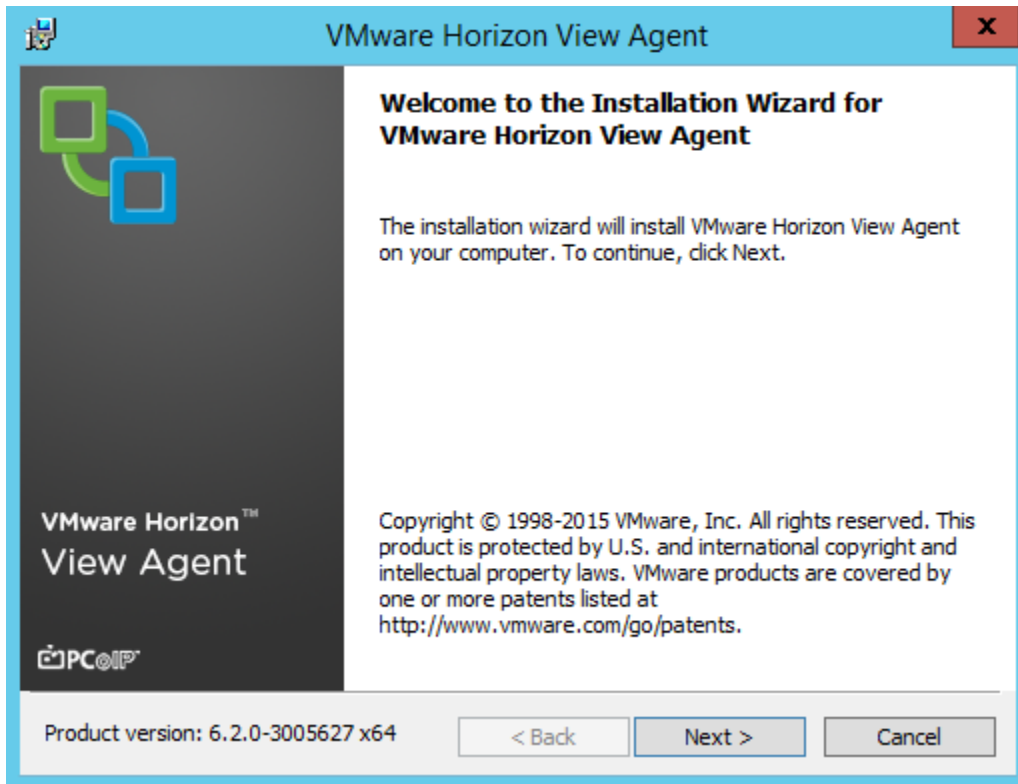 VMware Horizon View Agent
x
Welcome to the Installation Wizard for
VMware Horizon View Agent
The installation wizard will install VMware Horizon View Agent
on your computer. To continue, click Next.
VMware Horizon™
View Agent
Copyright © 1998-2015 VMware, Inc. All rights reserved. This
product is protected by U.S. and international copyright and
intellectual property laws. VMware products are covered by
one or more patents listed at
http://www.vmware.com/go/patents.
PCoIP™
Product version: 6.2.0-3005627 x64
< Back
Next >
Cancel